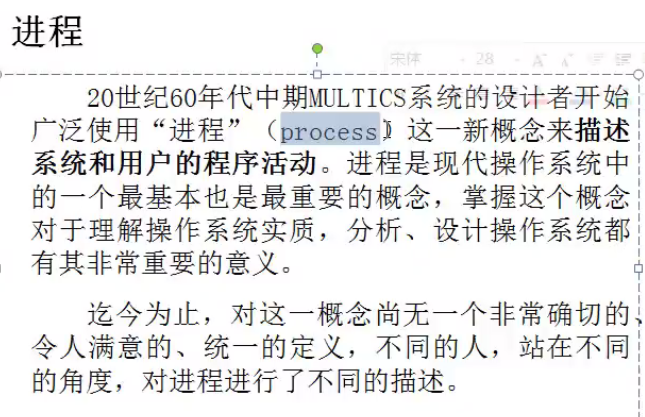 进程
宋体 28
20世纪60年代中期MULTICS系统的设计者开始
广泛使用“进程”（process）这一新概念来描述
系统和用户的程序活动。进程是现代操作系统中
的一个最基本也是最重要的概念，掌握这个概念
对于理解操作系统实质，分析、设计操作系统都
有其非常重要的意义。
迄今为止，对这一概念尚无一个非常确切的、
令人满意的、统一的定义，不同的人，站在不同
的角度，对进程进行了不同的描述。